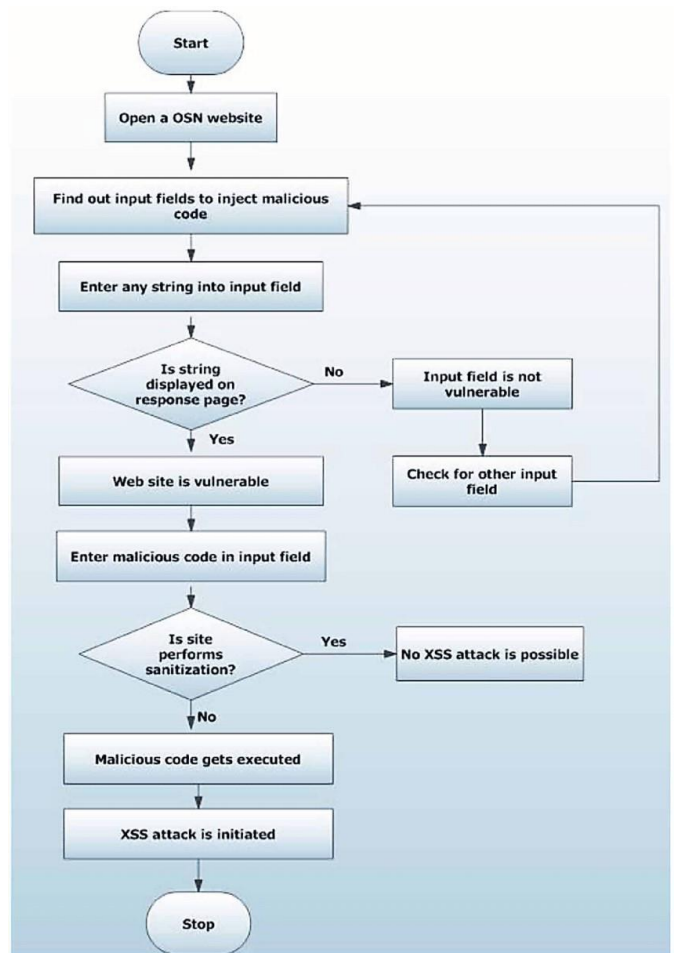 Start
Open a OSN website
Find out input fields to inject malicious
code
Enter any string into input field
Is string
displayed on
response page?
No
Input field is not
vulnerable
Yes
Check for other input
field
Web site is vulnerable
Enter malicious code in input field
Is site
performs
sanitization?
Yes
No XSS attack is possible
No
Malicious code gets executed
XSS attack is initiated
Stop